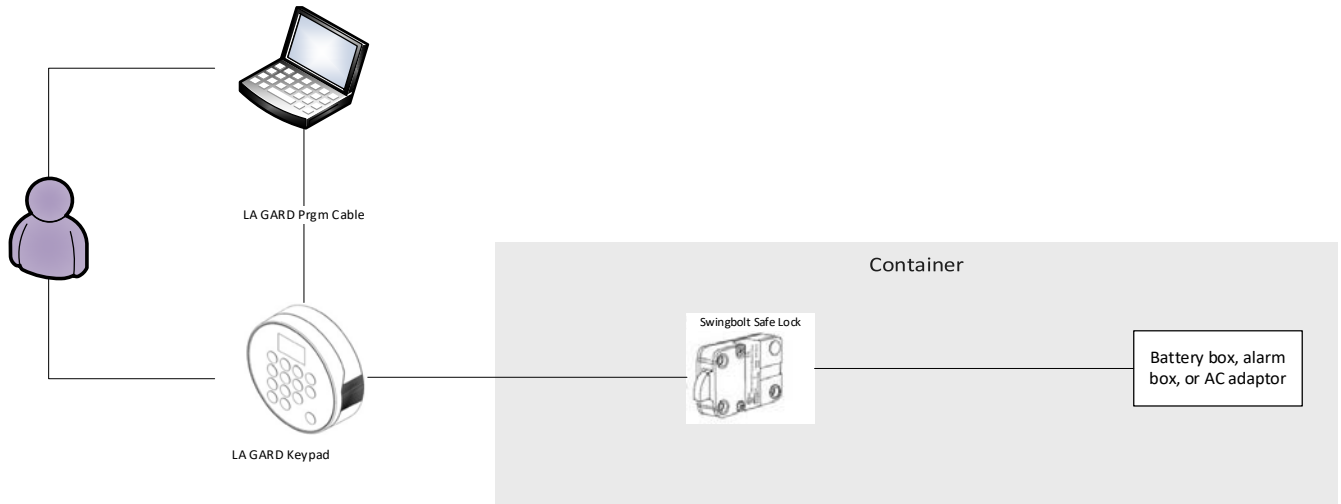 LA GARD Prgm Cable
Container
Swingbolt Safe Lock
Battery box, alarm
box, or AC adaptor
LA GARD Keypad